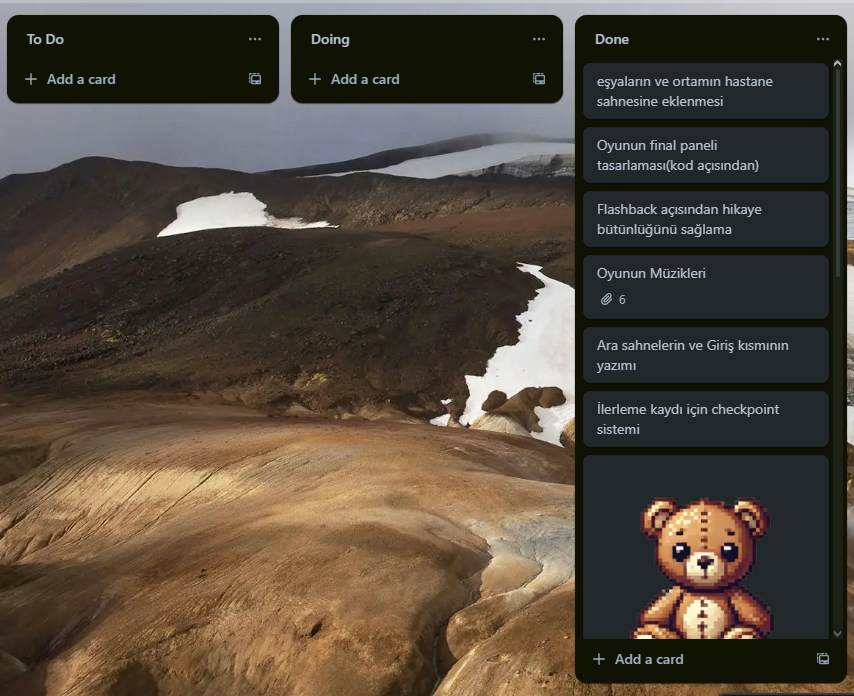 To Do
Add a card
Doing
Add a card
Done
eşyaların ve ortamın hastane
sahnesine eklenmesi
Oyunun final paneli
tasarlaması(kod açısından)
Flashback açısından hikaye
bütünlüğünü sağlama
Oyunun Müzikleri
6
Ara sahnelerin ve Giriş kısmının
yazımı
İlerleme kaydı için checkpoint
sistemi
Add a card